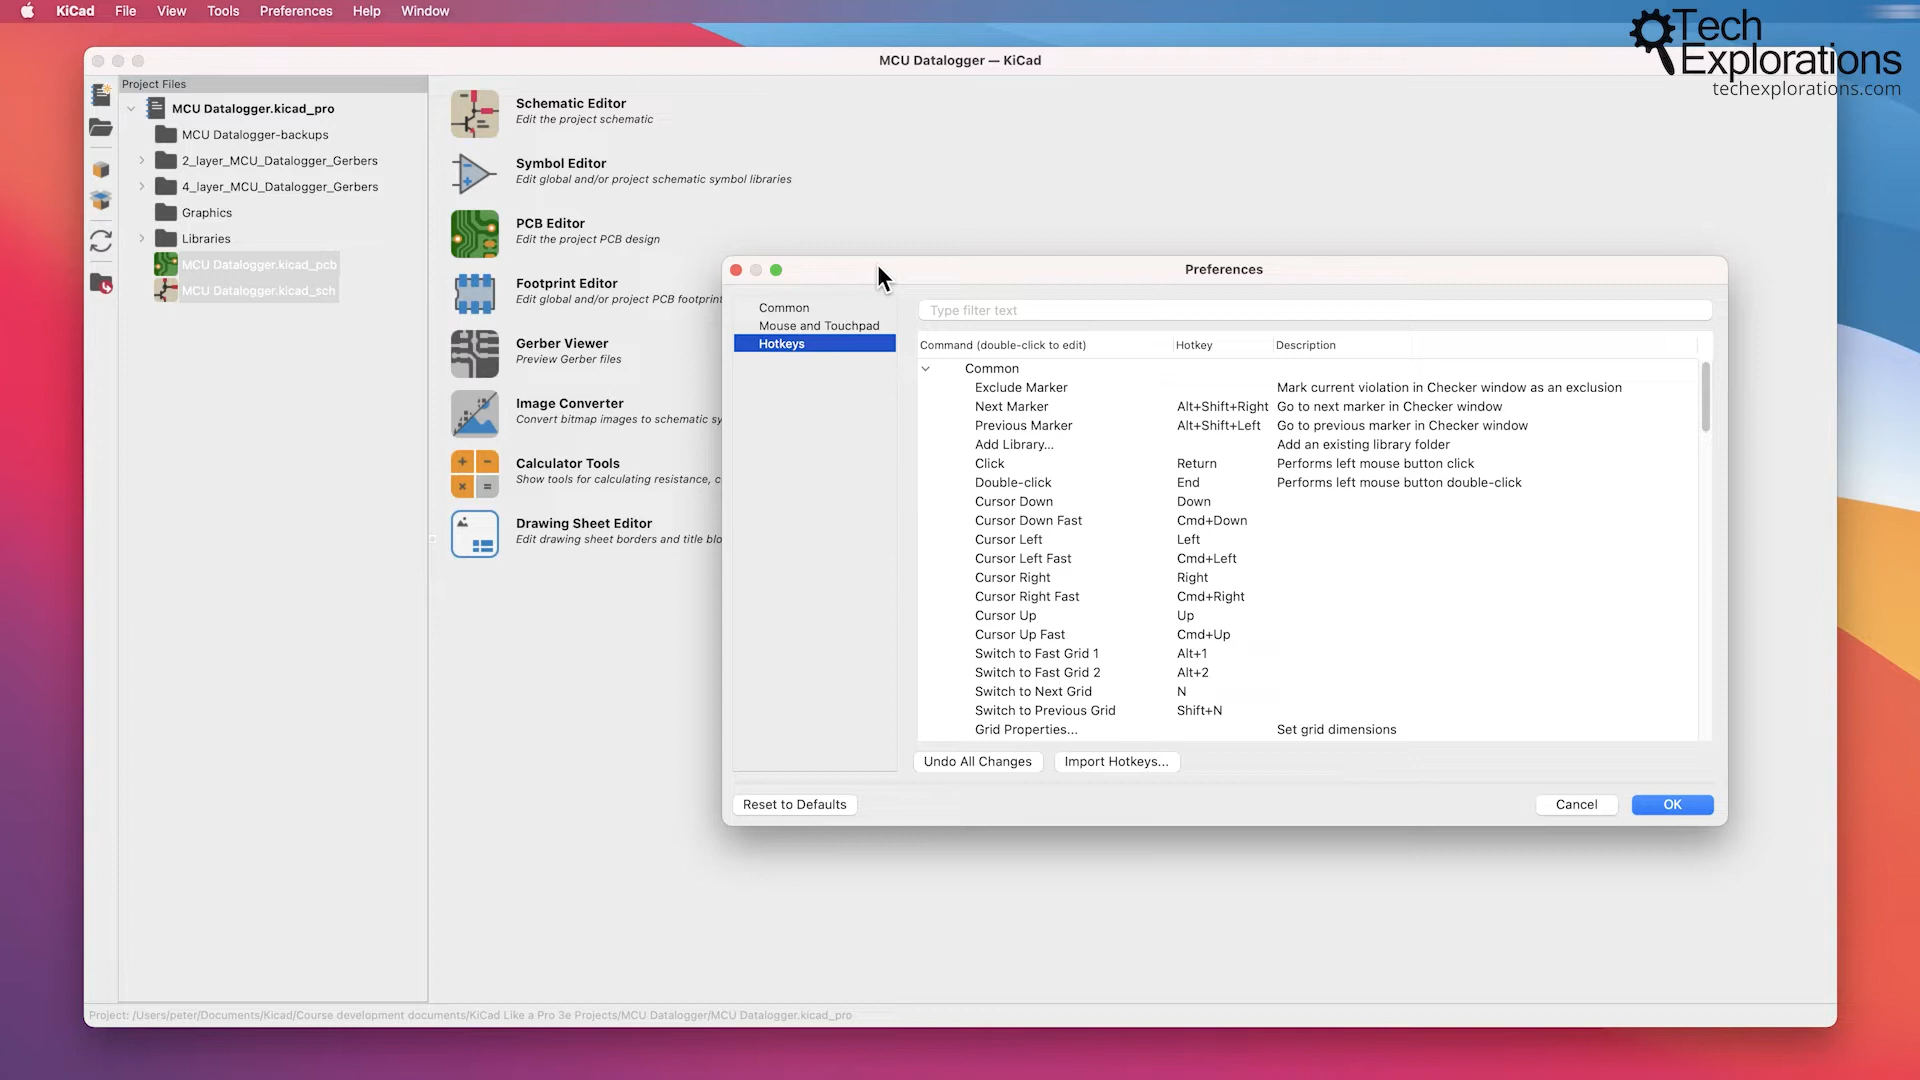 KiCad File View Tools Preferences Help Window
Tech
Explorations
techexplorations.com
MCU Datalogger — KiCad
Project Files
MCU Datalogger.kicad_pro
MCU Datalogger-backups
2_layer_MCU_Datalogger_Gerbers
4_layer_MCU_Datalogger_Gerbers
Graphics
Libraries
MCU Datalogger.kicad_pcb
MCU Datalogger.kicad_sch
Schematic Editor
Edit the project schematic
Symbol Editor
Edit global and/or project schematic symbol libraries
PCB Editor
Edit the project PCB design
Footprint Editor
Edit global and/or project PCB footprint
Gerber Viewer
Preview Gerber files
Image Converter
Convert bitmap images to schematic sy
Calculator Tools
Show tools for calculating resistance, c
Drawing Sheet Editor
Edit drawing sheet borders and title blo
Preferences
Common
Mouse and Touchpad
Hotkeys
Type filter text
Command (double-click to edit) Hotkey Description
Common
Exclude Marker Mark current violation in Checker window as an exclusion
Next Marker Alt+Shift+Right Go to next marker in Checker window
Previous Marker Alt+Shift+Left Go to previous marker in Checker window
Add Library... Add an existing library folder
Click Return Performs left mouse button click
Double-click End Performs left mouse button double-click
Cursor Down Down
Cursor Down Fast Cmd+Down
Cursor Left Left
Cursor Left Fast Cmd+Left
Cursor Right Right
Cursor Right Fast Cmd+Right
Cursor Up Up
Cursor Up Fast Cmd+Up
Switch to Fast Grid 1 Alt+1
Switch to Fast Grid 2 Alt+2
Switch to Next Grid N
Switch to Previous Grid Shift+N
Grid Properties... Set grid dimensions
Undo All Changes Import Hotkeys...
Reset to Defaults Cancel OK
Project: /Users/peter/Documents/Kicad/Course development documents/KiCad Like a Pro 3e Projects/MCU Datalogger/MCU Datalogger.kicad_pro